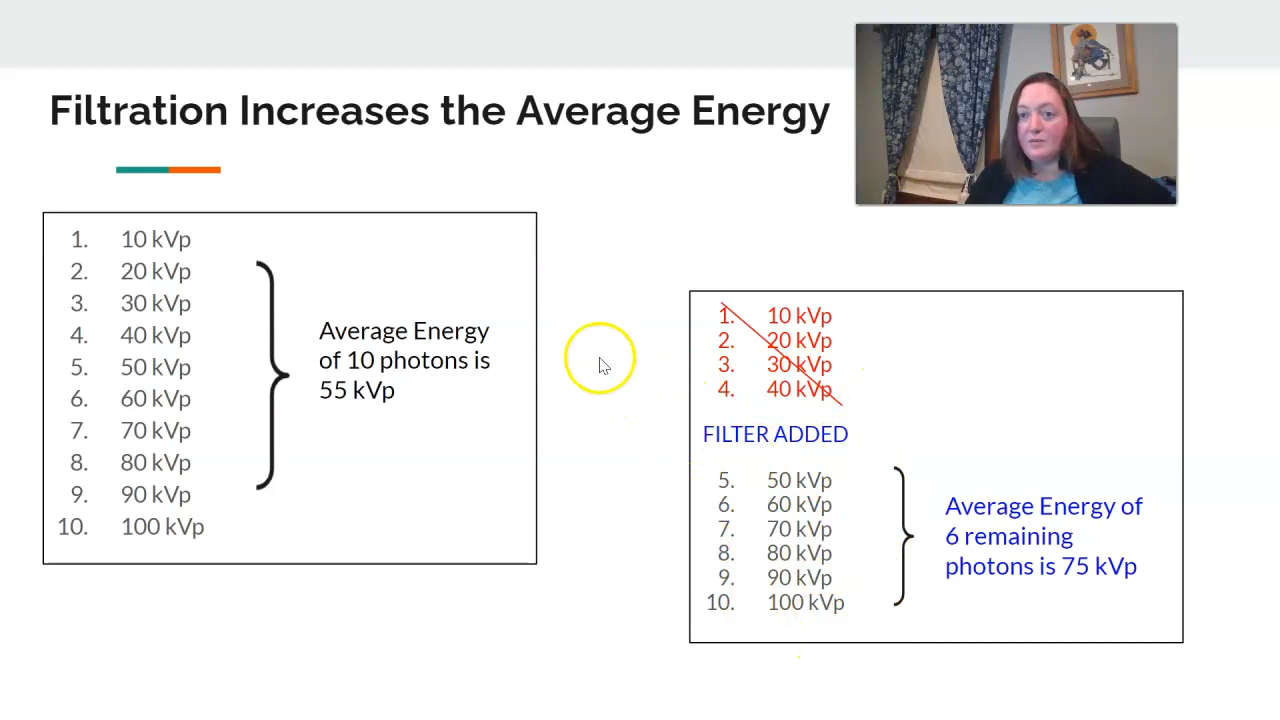 Filtration Increases the Average Energy
1. 10 kVp
2. 20 kVp
3. 30 kVp
4. 40 kVp
5. 50 kVp
6. 60 kVp
7. 70 kVp
8. 80 kVp
9. 90 kVp
10. 100 kVp
Average Energy
of 10 photons is
55 kVp
1. 10 kVp
2. 20 kVp
3. 30 kVp
4. 40 kVp
FILTER ADDED
5. 50 kVp
6. 60 kVp
7. 70 kVp
8. 80 kVp
9. 90 kVp
10. 100 kVp
Average Energy of
6 remaining
photons is 75 kVp